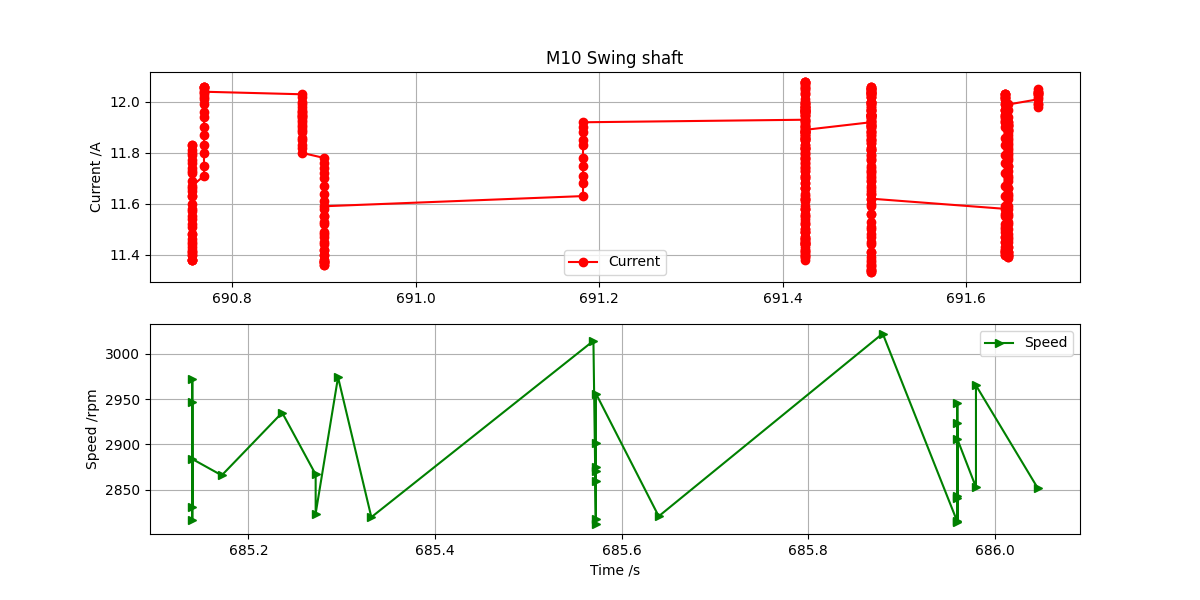 M10 Swing shaft
Current /A
12.0
11.8
11.6
11.4
Current
690.8 691.0 691.2 691.4 691.6
Speed /rpm
3000
2950
2900
2850
Speed
685.2 685.4 685.6 685.8 686.0
Time /s